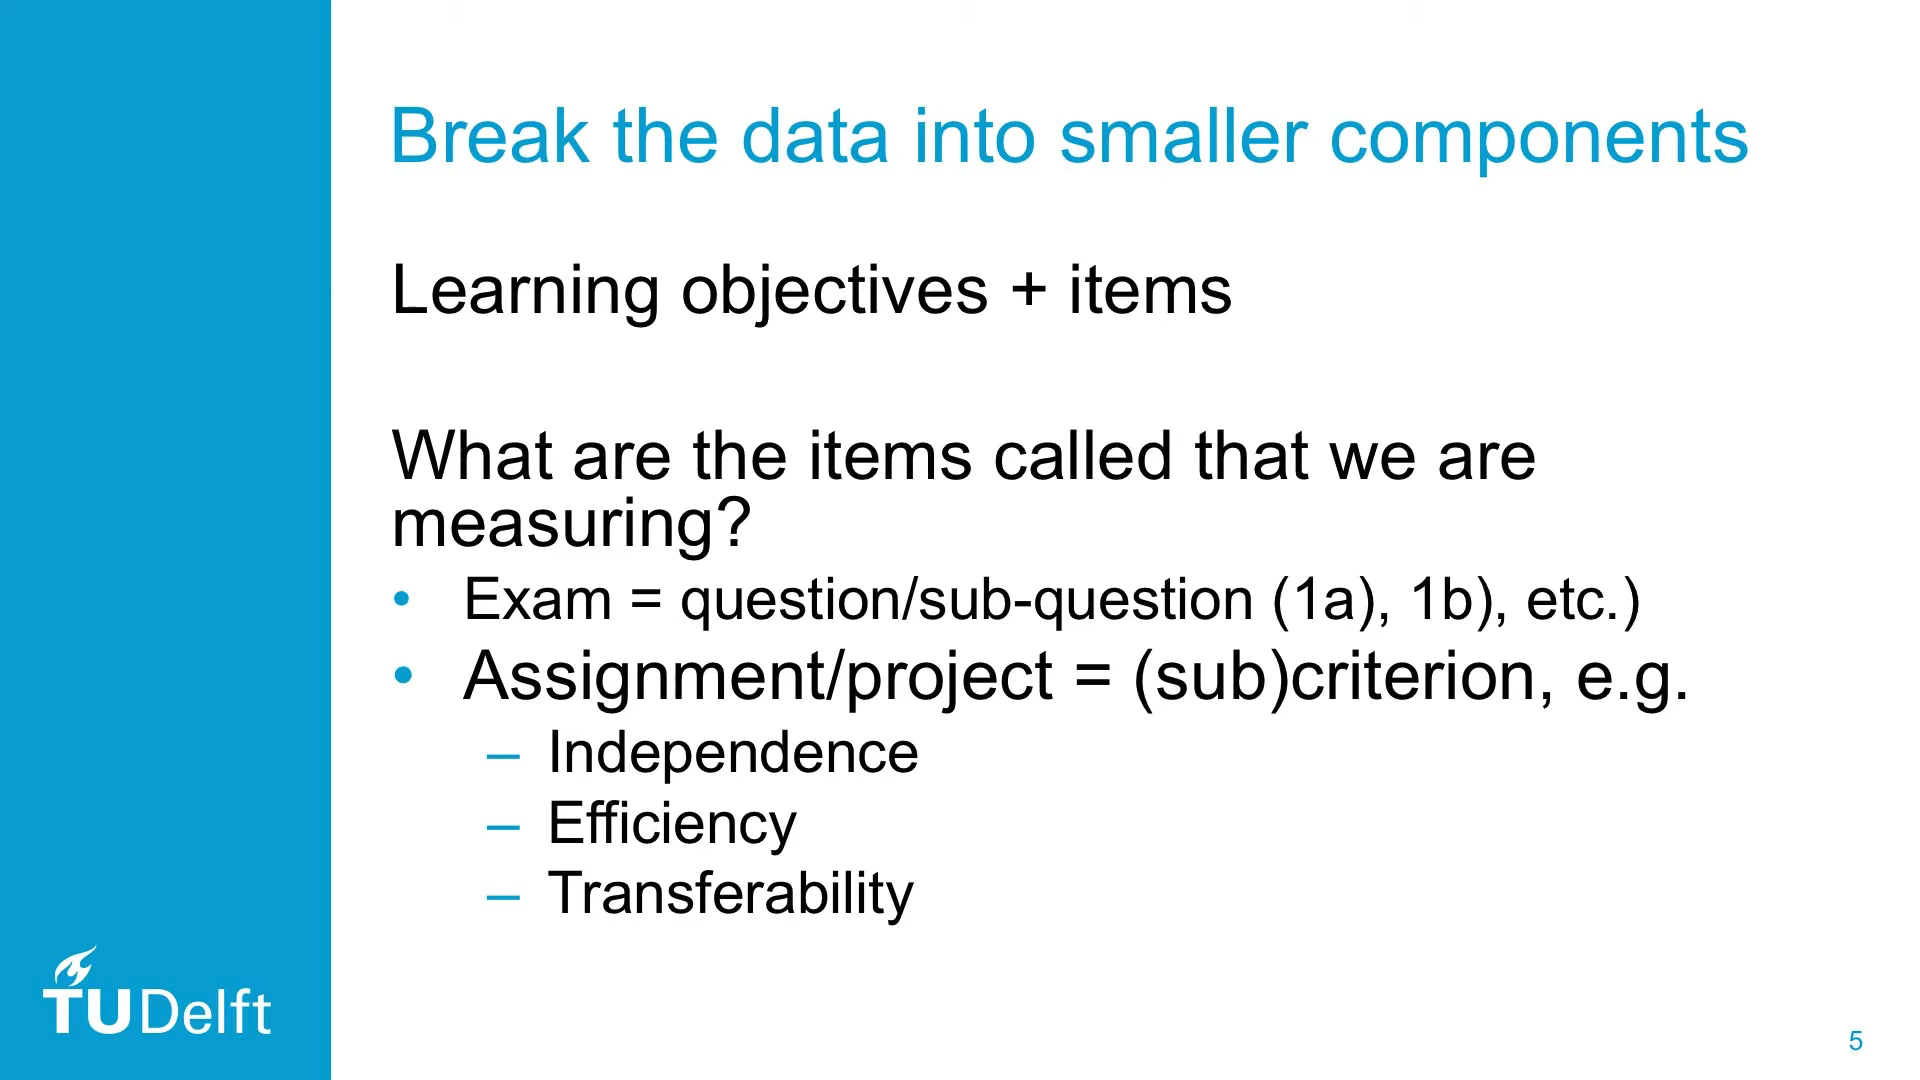 Break the data into smaller components
Learning objectives + items
What are the items called that we are
measuring?
• Exam = question/sub-question (1a), 1b), etc.)
• Assignment/project = (sub)criterion, e.g.
– Independence
– Efficiency
– Transferability
TUDelft
5